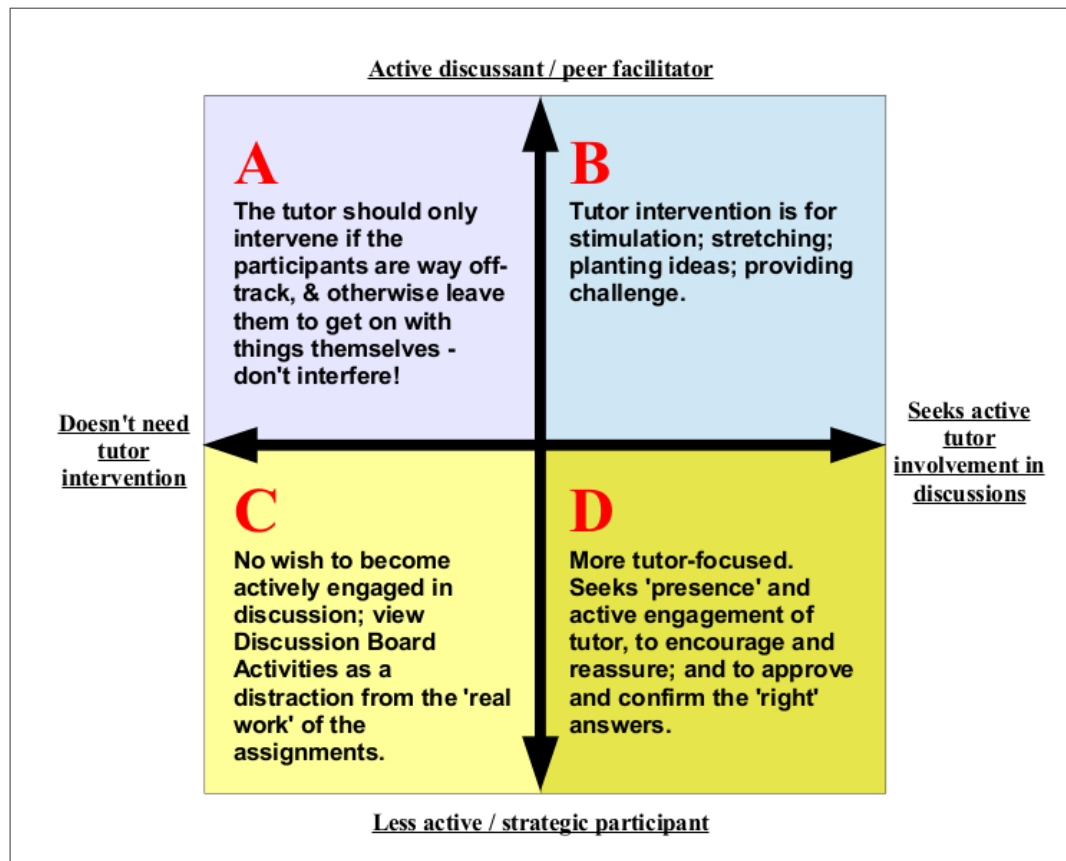 Active discussant / peer facilitator
A
The tutor should only
intervene if the
participants are way off-
track, & otherwise leave
them to get on with
things themselves -
don't interfere!
B
Tutor intervention is for
stimulation; stretching;
planting ideas; providing
challenge.
Doesn't need
tutor
intervention
Seeks active
tutor
involvement in
discussions
C
No wish to become
actively engaged in
discussion; view
Discussion Board
Activities as a
distraction from the 'real
work' of the
assignments.
D
More tutor-focused.
Seeks 'presence' and
active engagement of
tutor, to encourage and
reassure; and to approve
and confirm the 'right'
answers.
Less active / strategic participant